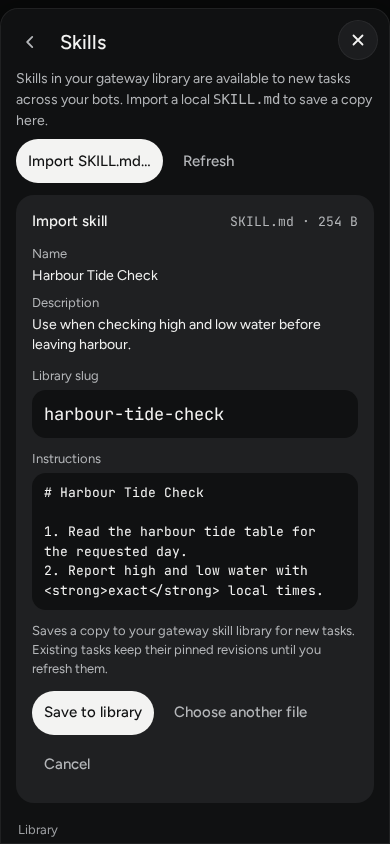 Skills
Skills in your gateway library are available to new tasks
across your bots. Import a local SKILL.md to save a copy
here.
Import SKILL.md…
Refresh
Import skill
SKILL.md · 254 B
Name
Harbour Tide Check
Description
Use when checking high and low water before
leaving harbour.
Library slug
harbour-tide-check
Instructions
# Harbour Tide Check
1. Read the harbour tide table for
the requested day.
2. Report high and low water with
<strong>exact</strong> local times.
Saves a copy to your gateway skill library for new tasks.
Existing tasks keep their pinned revisions until you
refresh them.
Save to library
Choose another file
Cancel
Library